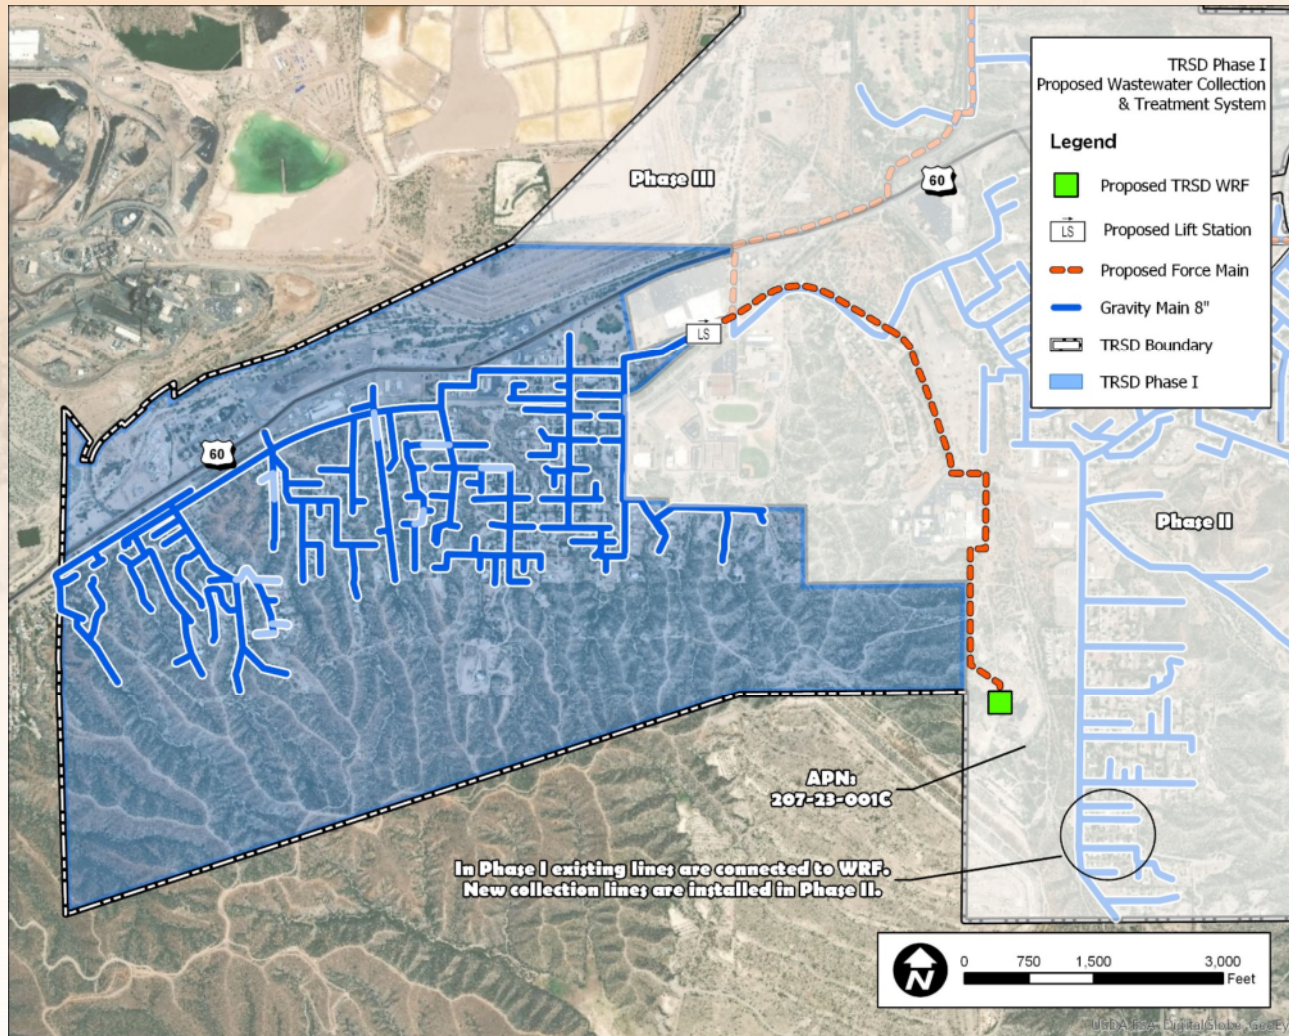 TRSD Phase I
Proposed Wastewater Collection
& Treatment System
Legend
Proposed TRSD WRF
LS
Proposed Lift Station
Proposed Force Main
Gravity Main 8"
TRSD Boundary
TRSD Phase I
Phase III
60
LS
60
Phase II
APN:
207-23-001C
In Phase I existing lines are connected to WRF.
New collection lines are installed in Phase II.
N
0 750 1,500 3,000
Feet
DigitalGlobe